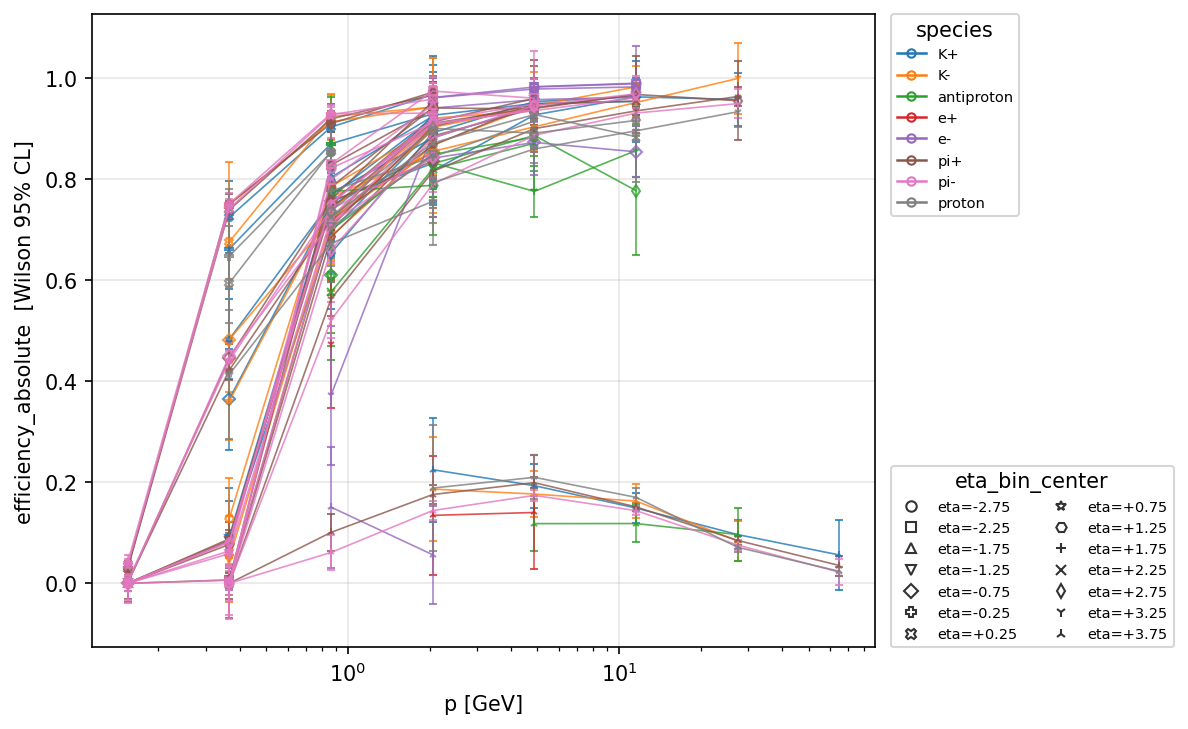 efficiency_absolute [Wilson 95% CL]
1.0
0.8
0.6
0.4
0.2
0.0
10^0
10^1
p [GeV]
species
K+
K-
antiproton
e+
e-
pi+
pi-
proton
eta_bin_center
eta=-2.75
eta=-2.25
eta=-1.75
eta=-1.25
eta=-0.75
eta=-0.25
eta=+0.25
eta=+0.75
eta=+1.25
eta=+1.75
eta=+2.25
eta=+2.75
eta=+3.25
eta=+3.75